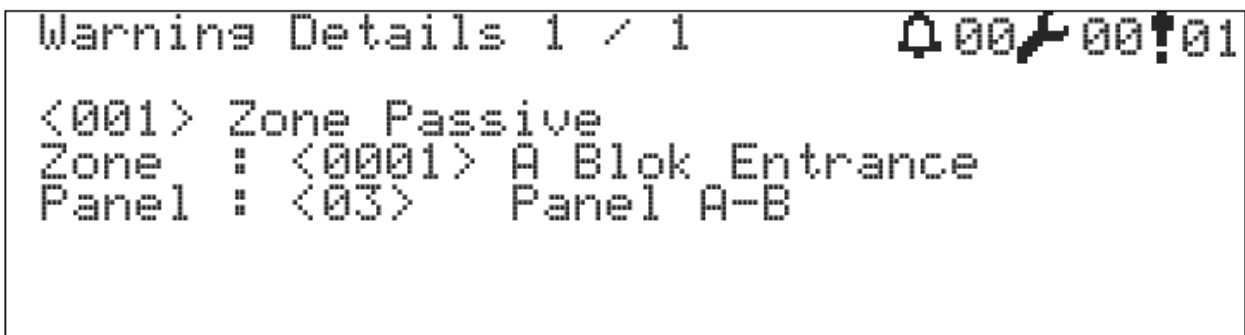 Warning Details 1 / 1 00 00 01
<001> Zone Passive
Zone : <0001> A Blok Entrance
Panel : <03> Panel A-B